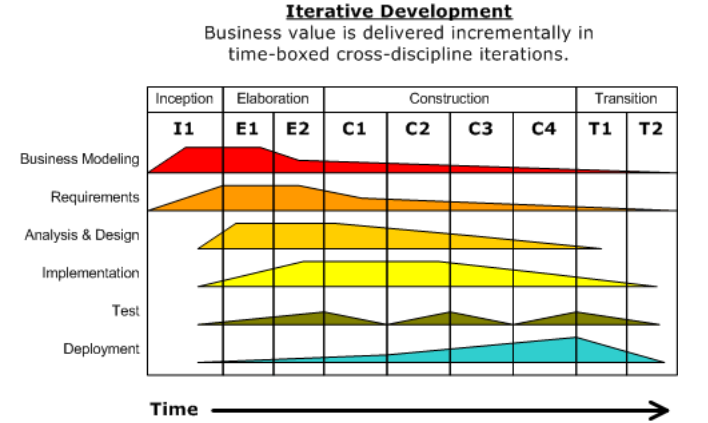 Iterative Development
Business value is delivered incrementally in
time-boxed cross-discipline iterations.
Inception Elaboration Construction Transition
I1 E1 E2 C1 C2 C3 C4 T1 T2
Business Modeling
Requirements
Analysis & Design
Implementation
Test
Deployment
Time